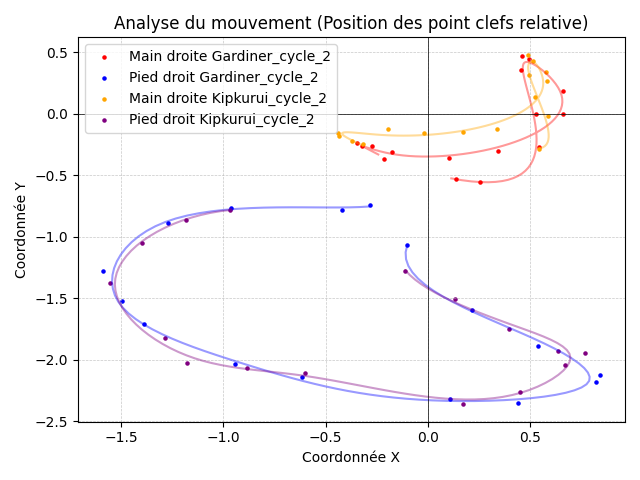 Analyse du mouvement (Position des point clefs relative)
Main droite Gardiner_cycle_2
Pied droit Gardiner_cycle_2
Main droite Kipkurui_cycle_2
Pied droit Kipkurui_cycle_2
Coordonnée Y
0.5
0.0
−0.5
−1.0
−1.5
−2.0
−2.5
−1.5
−1.0
−0.5
0.0
0.5
Coordonnée X